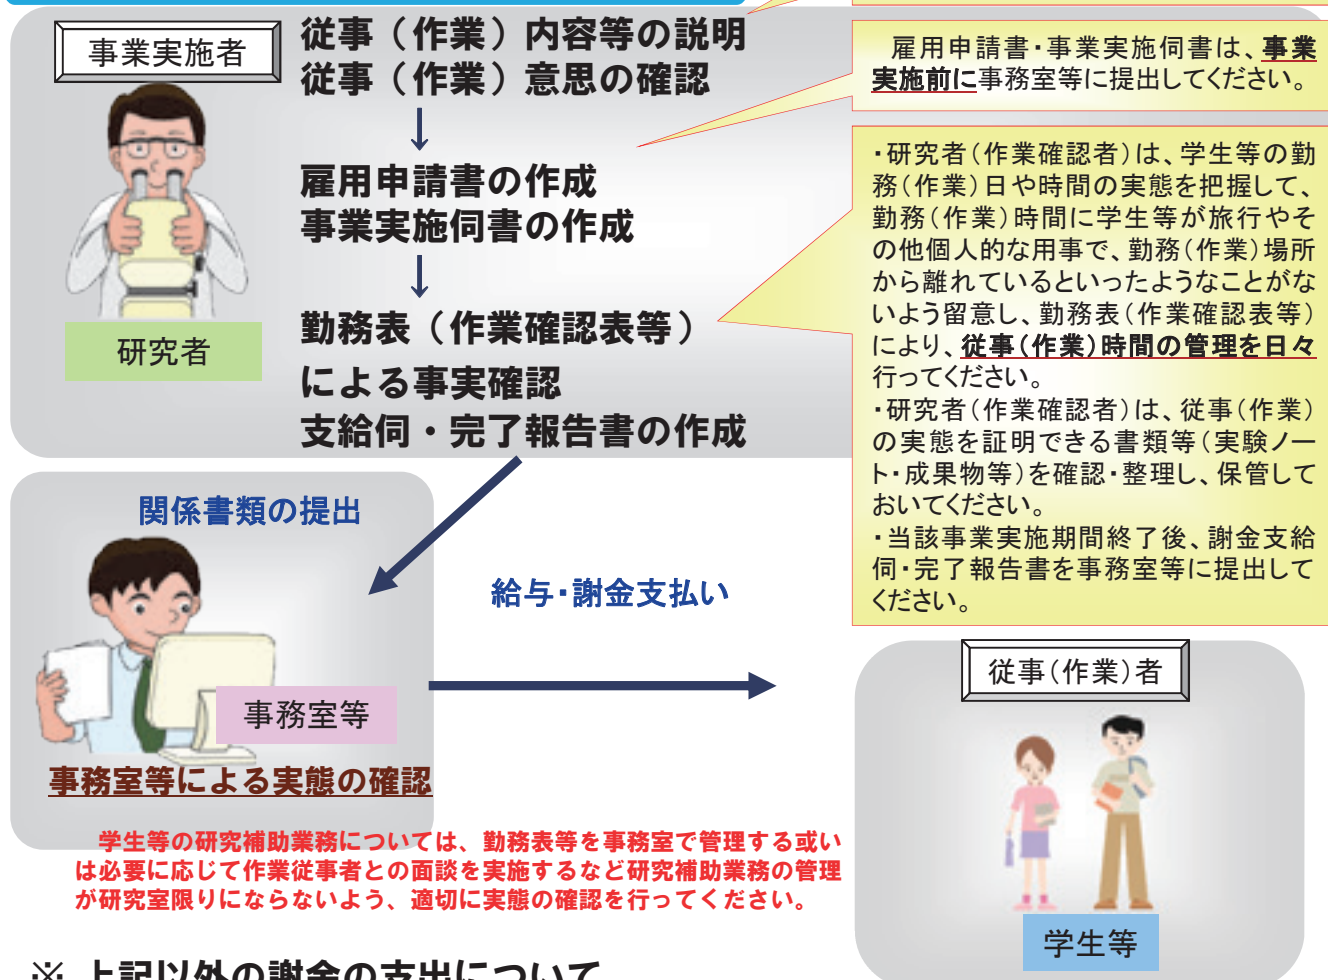 事業実施者
従事（作業）内容等の説明
従事（作業）意思の確認
↓
雇用申請書の作成
事業実施伺書の作成
↓
勤務表（作業確認表等）
による事実確認
支給伺・完了報告書の作成
研究者
雇用申請書・事業実施伺書は、事業
実施前に事務室等に提出してください。
・研究者（作業確認者）は、学生等の勤
務（作業）日や時間の実態を把握して、
勤務（作業）時間に学生等が旅行やそ
の他個人的な用事で、勤務（作業）場所
から離れているといったようなことがな
いよう留意し、勤務表（作業確認表等）
により、従事（作業）時間の管理を日々
行ってください。
・研究者（作業確認者）は、従事（作業）
の実態を証明できる書類等（実験ノー
ト・成果物等）を確認・整理し、保管して
おいてください。
・当該事業実施期間終了後、謝金支給
伺・完了報告書を事務室等に提出して
ください。
関係書類の提出
給与・謝金支払い
事務室等
事務室等による実態の確認
従事（作業）者
学生等
学生等の研究補助業務については、勤務表等を事務室で管理する或い
は必要に応じて作業従事者との面談を実施するなど研究補助業務の管理
が研究室限りにならないよう、適切に実態の確認を行ってください。
※ 上記以外の謝金の支出について